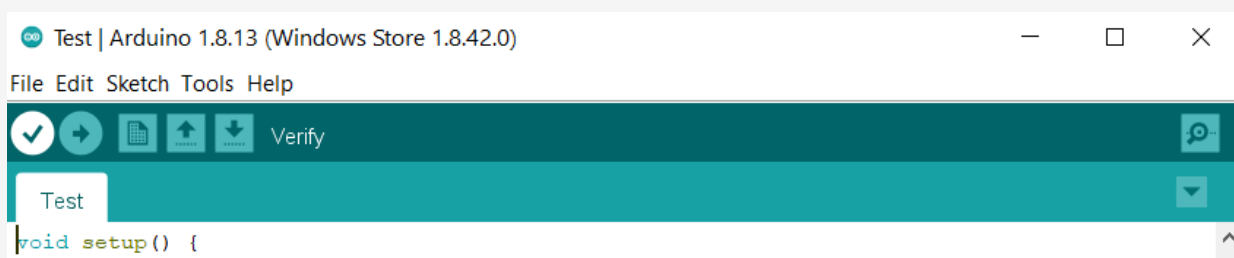 Test | Arduino 1.8.13 (Windows Store 1.8.42.0)
File Edit Sketch Tools Help
Verify
Test
void setup() {